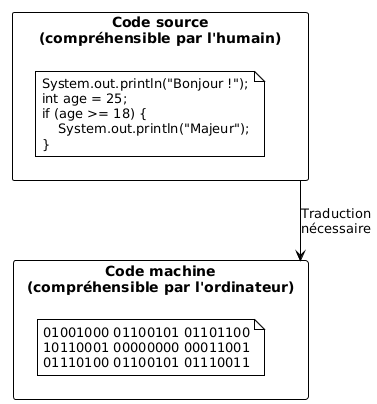 Code source
(compréhensible par l'humain)
System.out.println("Bonjour !");
int age = 25;
if (age >= 18) {
    System.out.println("Majeur");
}
Traduction
nécessaire
Code machine
(compréhensible par l'ordinateur)
01001000 01100101 01101100
10110001 00000000 00011001
01110100 01100101 01110011